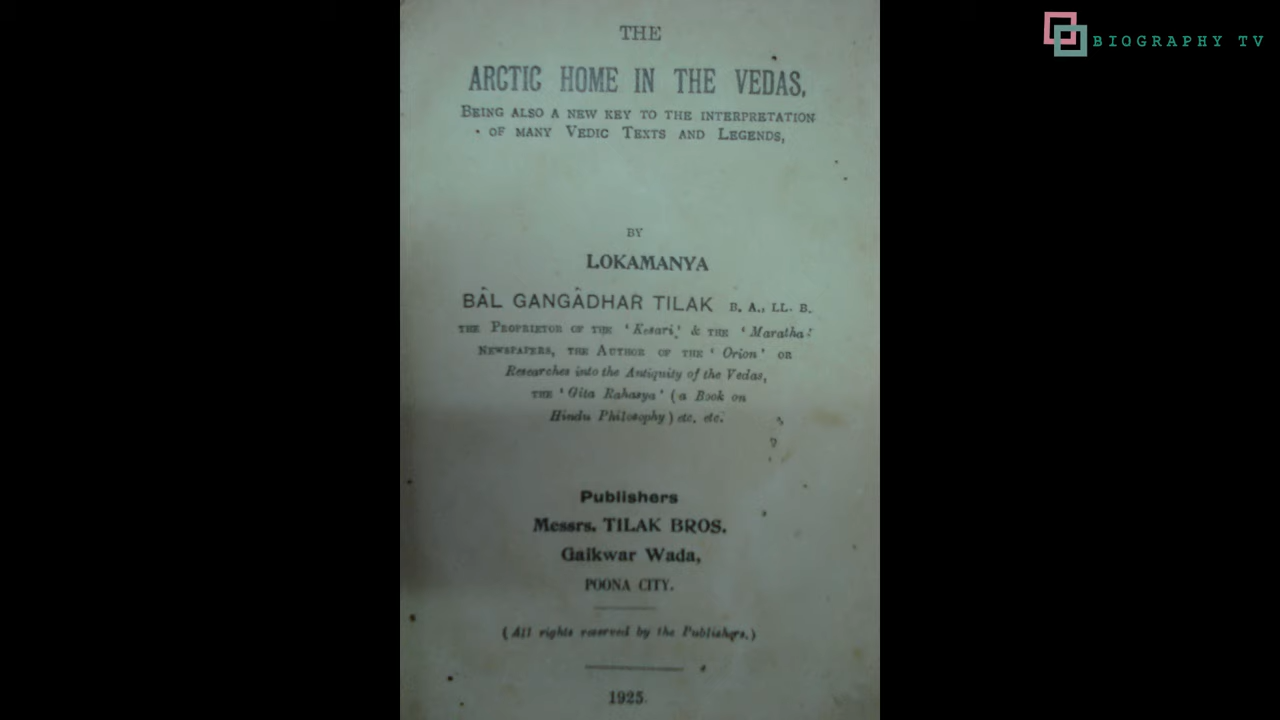 THE
ARCTIC HOME IN THE VEDAS,
BEING ALSO A NEW KEY TO THE INTERPRETATION
OF MANY VEDIC TEXTS AND LEGENDS,
BY
LOKAMANYA
BÂL GANGÂDHAR TILAK B. A., LL. B.
THE PROPRIETOR OF THE 'Kesari,' & THE 'Maratha'
NEWSPAPERS, THE AUTHOR OF THE 'Orion' OR
Researches into the Antiquity of the Vedas,
THE 'Gita Rahasya' (a Book on
Hindu Philosophy) etc. etc.
Publishers
Messrs. TILAK BROS.
Gaikwar Wada,
POONA CITY.
(All rights reserved by the Publishers.)
1925.
BIOGRAPHY TV